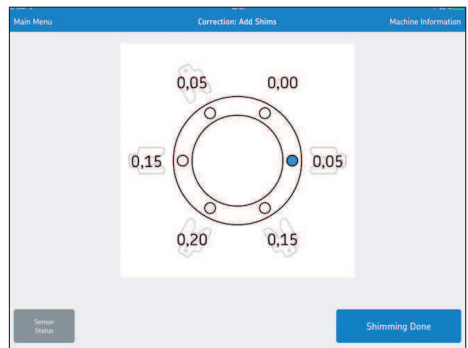 Main Menu
Correction: Add Shims
Machine Information
0,05
0,00
0,15
0,05
0,20
0,15
Sensor
Status
Shimming Done